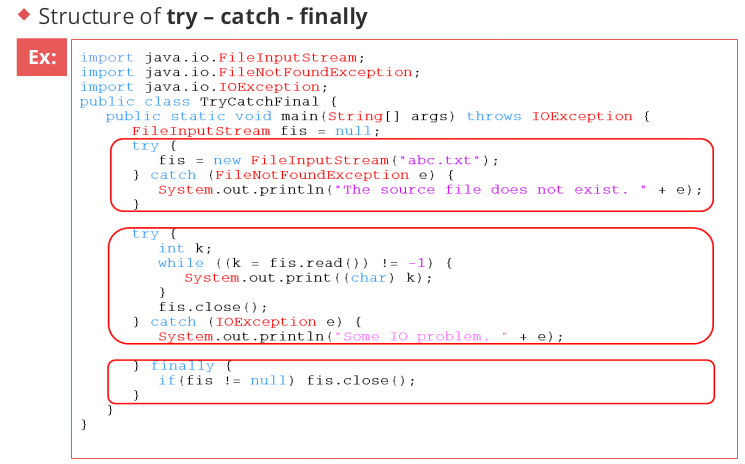 ◆ Structure of try – catch - finally
Ex:
import java.io.FileInputStream;
import java.io.FileNotFoundException;
import java.io.IOException;
public class TryCatchFinal {
public static void main(String[] args) throws IOException {
FileInputStream fis = null;
try {
fis = new FileInputStream("abc.txt");
} catch (FileNotFoundException e) {
System.out.println("The source file does not exist. " + e);
}
try {
int k;
while ((k = fis.read()) != -1) {
System.out.print((char) k);
}
fis.close();
} catch (IOException e) {
System.out.println("Some IO problem. " + e);
} finally {
if(fis != null) fis.close();
}
}
}